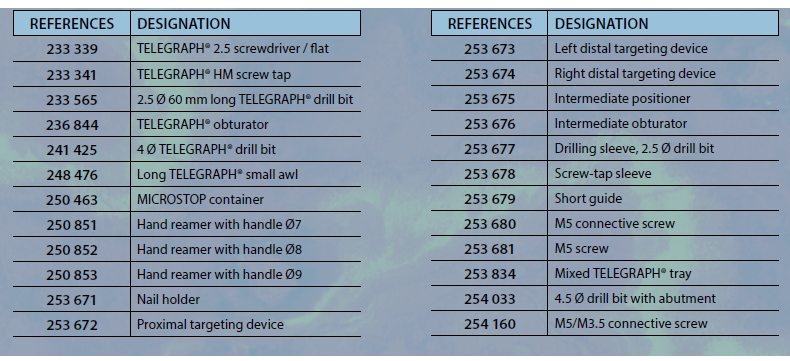 REFERENCES DESIGNATION
233 339 TELEGRAPH® 2.5 screwdriver / flat
233 341 TELEGRAPH® HM screw tap
233 565 2.5 Ø 60 mm long TELEGRAPH® drill bit
236 844 TELEGRAPH® obturator
241 425 4 Ø TELEGRAPH® drill bit
248 476 Long TELEGRAPH® small awl
250 463 MICROSTOP container
250 851 Hand reamer with handle Ø7
250 852 Hand reamer with handle Ø8
250 853 Hand reamer with handle Ø9
253 671 Nail holder
253 672 Proximal targeting device
REFERENCES DESIGNATION
253 673 Left distal targeting device
253 674 Right distal targeting device
253 675 Intermediate positioner
253 676 Intermediate obturator
253 677 Drilling sleeve, 2.5 Ø drill bit
253 678 Screw-tap sleeve
253 679 Short guide
253 680 M5 connective screw
253 681 M5 screw
253 834 Mixed TELEGRAPH® tray
254 033 4.5 Ø drill bit with abutment
254 160 M5/M3.5 connective screw